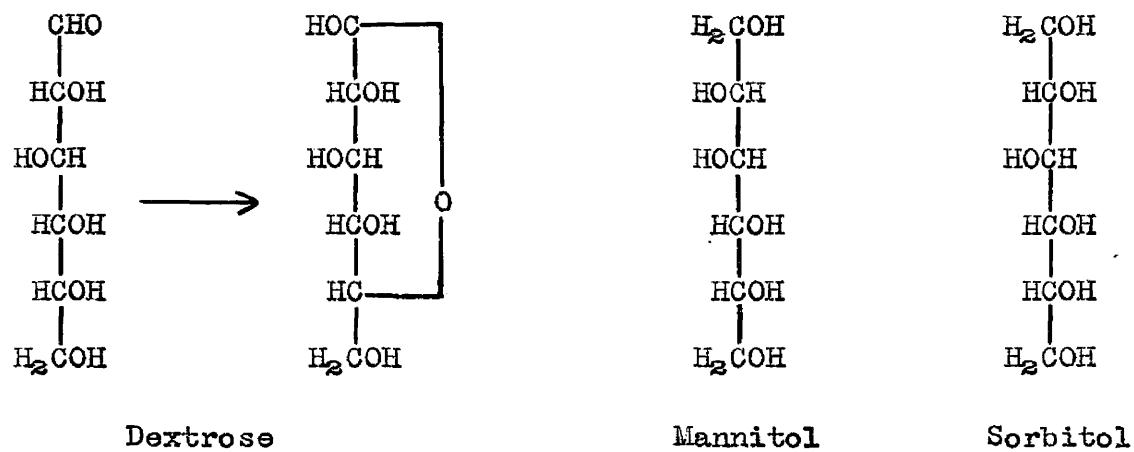 CHO HOC H₂COH H₂COH
HCOH HCOH HOCH HCOH
HOCH HOCH HOCH HOCH
O
HCOH HCOH HCOH HCOH
HCOH HC HCOH HCOH
H₂COH H₂COH H₂COH H₂COH
Dextrose Mannitol Sorbitol